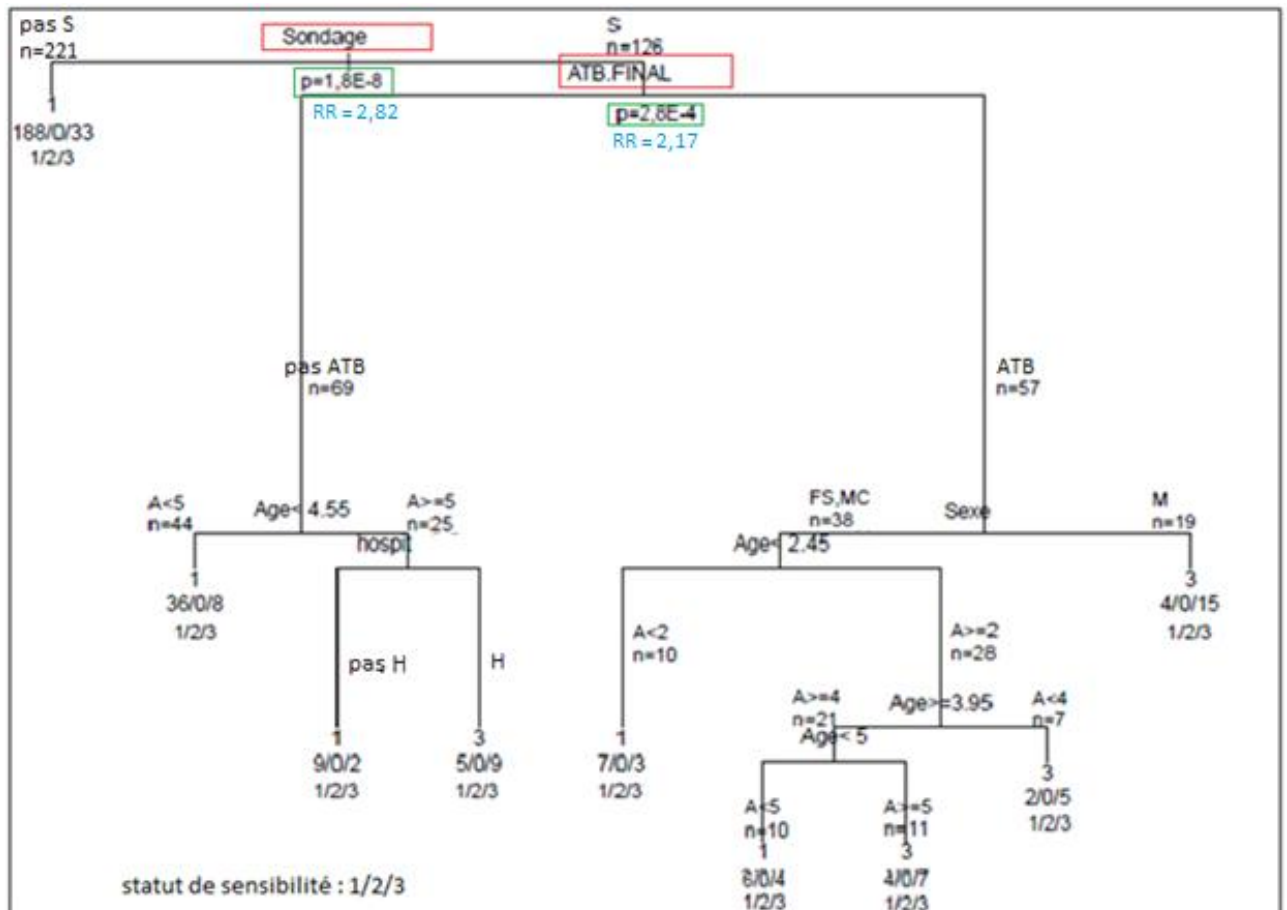 pas S
n=221
Sondage
S
n=126
ATB.FINAL
p=1,8E-8
RR = 2,82
p=2,8E-4
RR = 2,17
1
188/0/33
1/2/3
pas ATB
n=69
ATB
n=57
A<5
n=44
Age< 4.55
A>=5
n=25
hospit
FS,MC
n=38
Sexe
M
n=19
Age< 2.45
1
36/0/8
1/2/3
3
4/0/15
1/2/3
pas H
H
A<2
n=10
A>=2
n=28
A>=4
n=21
Age>=3.95
A<4
n=7
Age< 5
1
9/0/2
1/2/3
3
5/0/9
1/2/3
1
7/0/3
1/2/3
3
2/0/5
1/2/3
A<5
n=10
A>=5
n=11
1
6/0/4
1/2/3
3
4/0/7
1/2/3
statut de sensibilité : 1/2/3